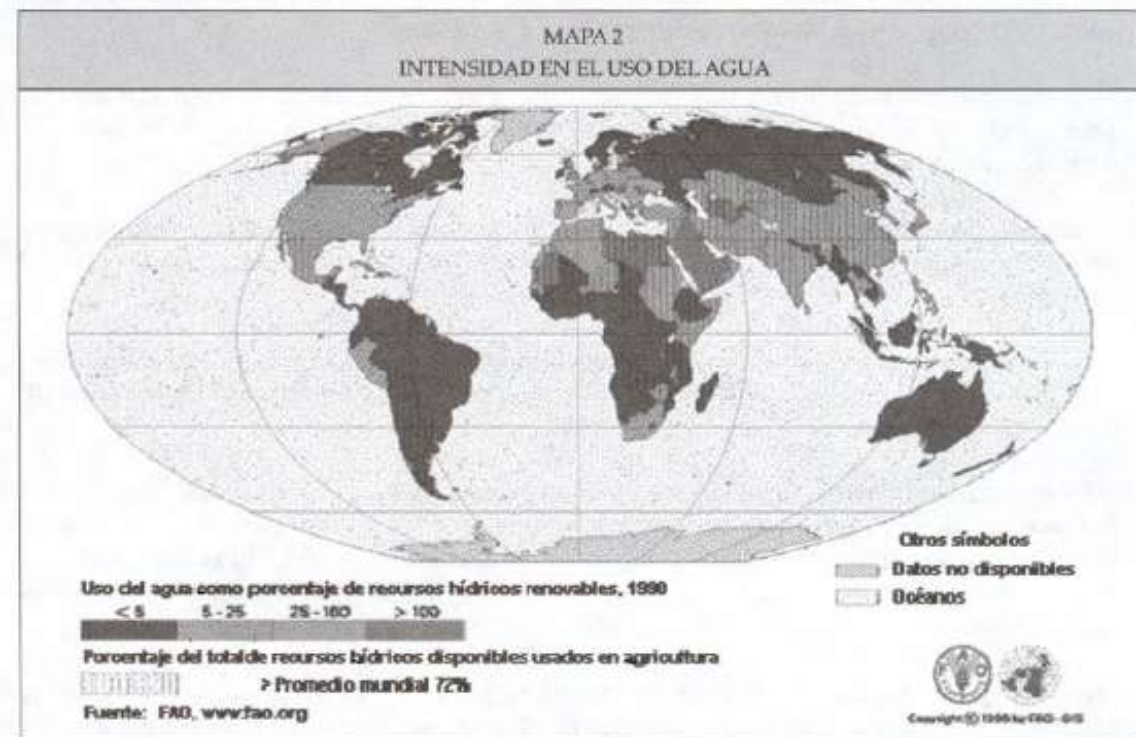 MAPA 2
INTENSIDAD EN EL USO DEL AGUA
Otros símbolos
Datos no disponibles
Océanos
Uso del agua como porcentaje de recursos hídricos renovables, 1990
< 5 5 - 25 25 - 100 > 100
Porcentaje del totalde recursos hídricos disponibles usados en agricultura
> Promedio mundial 72%
Fuente: FAO, www.fao.org
Copyright © 1998 by FAO - GIS